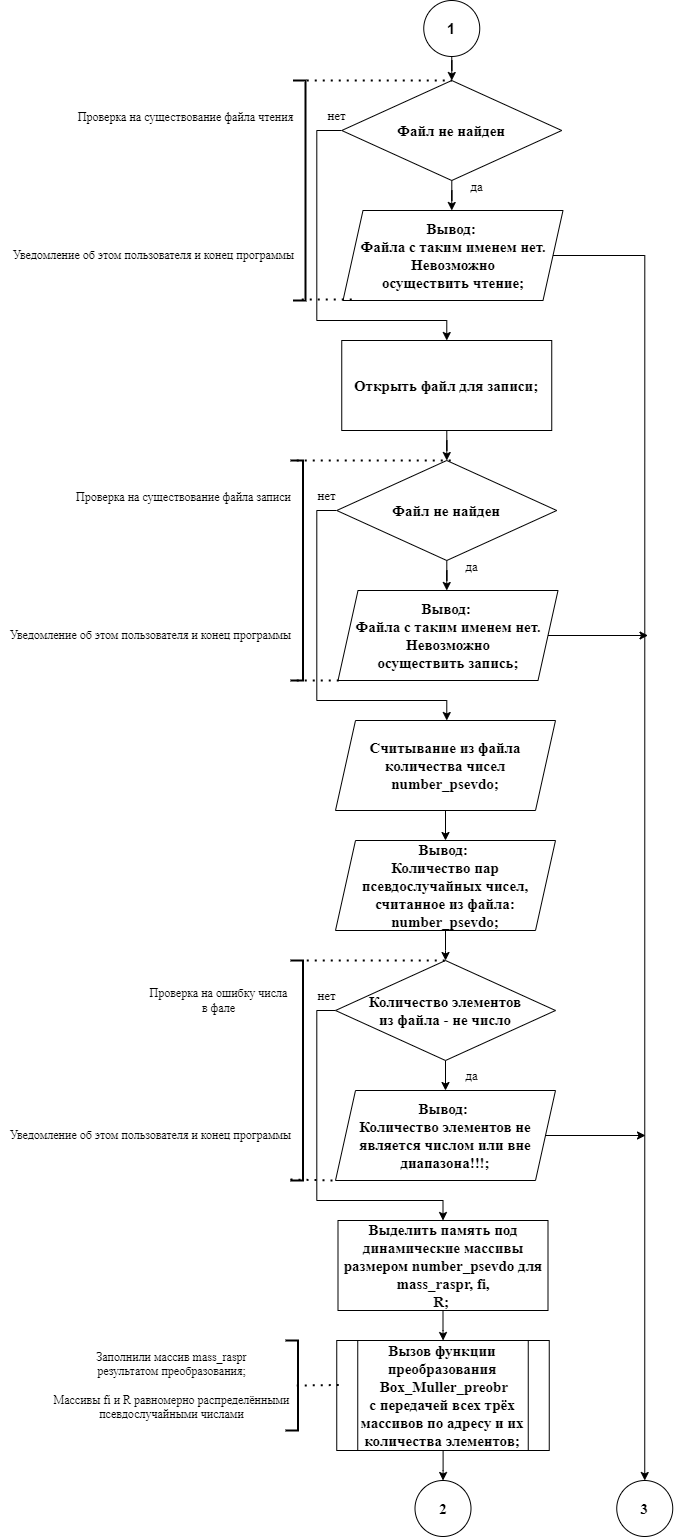 1
Проверка на существование файла чтения
нет
Файл не найден
да
Вывод:
Файла с таким именем нет.
Невозможно
осуществить чтение;
Уведомление об этом пользователя и конец программы
Открыть файл для записи;
Проверка на существование файла записи
нет
Файл не найден
да
Вывод:
Файла с таким именем нет.
Невозможно
осуществить запись;
Уведомление об этом пользователя и конец программы
Считывание из файла
количества чисел
number_psevdo;
Вывод:
Количество пар
псевдослучайных чисел,
считанное из файла:
number_psevdo;
Проверка на ошибку числа
в фале
нет
Количество элементов
из файла - не число
да
Вывод:
Количество элементов не
является числом или вне
диапазона!!!;
Уведомление об этом пользователя и конец программы
Выделить память под
динамические массивы
размером number_psevdo для
mass_raspr, fi,
R;
Заполнили массив mass_raspr
результатом преобразования;
Массивы fi и R равномерно распределёнными
псевдослучайными числами
Вызов функции
преобразования
Box_Muller_preobr
с передачей всех трёх
массивов по адресу и их
количества элементов;
2
3